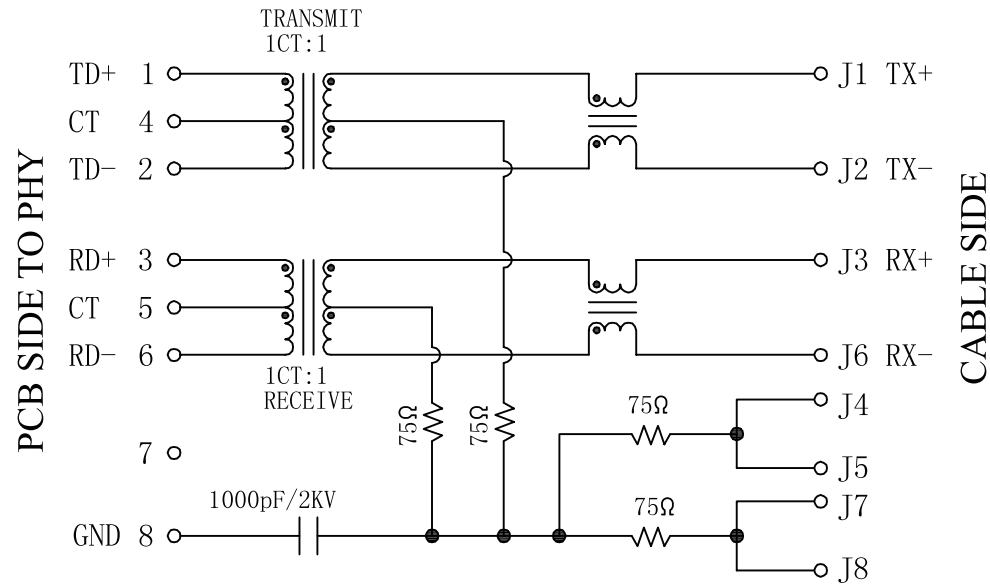 TRANSMIT
1CT:1
TD+ 1
CT 4
TD- 2
J1 TX+
J2 TX-
RD+ 3
CT 5
RD- 6
J3 RX+
J6 RX-
1CT:1
RECEIVE
PCB SIDE TO PHY
CABLE SIDE
75Ω
75Ω
75Ω
J4
J5
7
1000pF/2KV
75Ω
J7
GND 8
J8